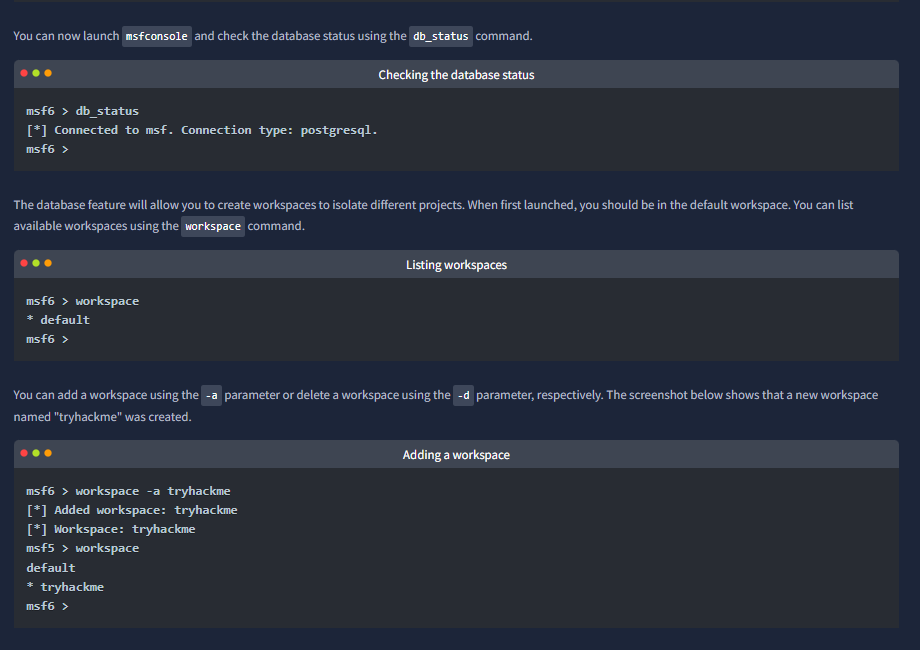 You can now launch msfconsole and check the database status using the db_status command.
Checking the database status
msf6 > db_status
[*] Connected to msf. Connection type: postgresql.
msf6 >
The database feature will allow you to create workspaces to isolate different projects. When first launched, you should be in the default workspace. You can list
available workspaces using the workspace command.
Listing workspaces
msf6 > workspace
* default
msf6 >
You can add a workspace using the -a parameter or delete a workspace using the -d parameter, respectively. The screenshot below shows that a new workspace
named "tryhackme" was created.
Adding a workspace
msf6 > workspace -a tryhackme
[*] Added workspace: tryhackme
[*] Workspace: tryhackme
msf5 > workspace
default
* tryhackme
msf6 >